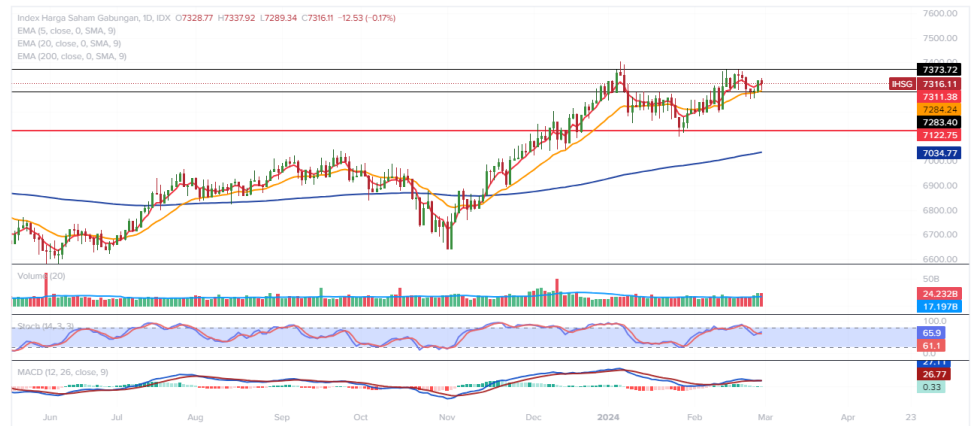 Index Harga Saham Gabungan, 1D, IDX O7328.77 H7337.92 L7289.34 C7316.11 -12.53 (-0.17%)
EMA (5, close, 0, SMA, 9)
EMA (20, close, 0, SMA, 9)
EMA (200, close, 0, SMA, 9)
7600.00
7500.00
7373.72
IHSG 7316.11
7311.38
7284.24
7283.40
7122.75
7034.77
7000.00
6900.00
6800.00
6700.00
6600.00
Volume (20)
50B
24.232B
17.197B
Stoch (14, 3, 3)
100.0
65.9
61.1
0.0
MACD (12, 26, close, 9)
27.11
26.77
0.33
Jun Jul Aug Sep Oct Nov Dec 2024 Feb Mar Apr 23